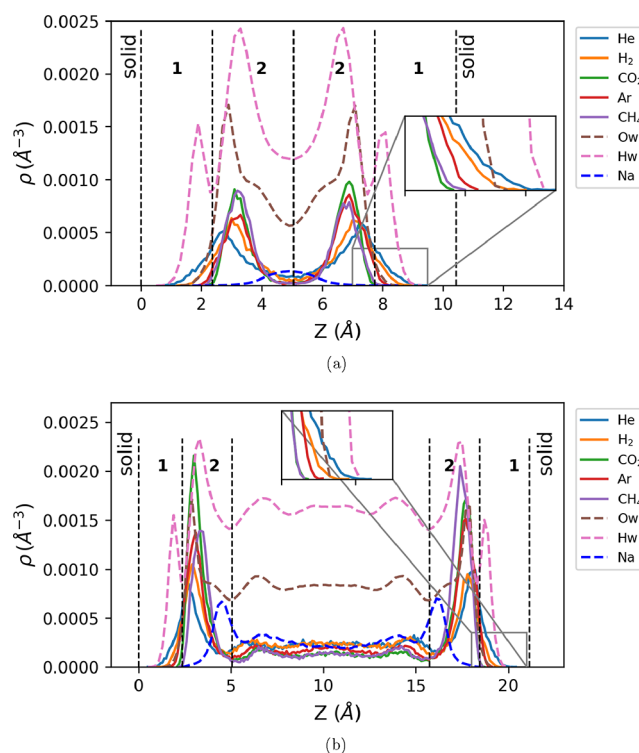 solid
1
2
2
1
solid
He
H₂
CO₂
Ar
CH₄
Ow
Hw
Na
ρ (Å⁻³)
0.0025
0.0020
0.0015
0.0010
0.0005
0.0000
0 2 4 6 8 10 12 14
Z (Å)
(a)
solid
1
2
2
1
solid
He
H₂
CO₂
Ar
CH₄
Ow
Hw
Na
ρ (Å⁻³)
0.0025
0.0020
0.0015
0.0010
0.0005
0.0000
0 5 10 15 20
Z (Å)
(b)